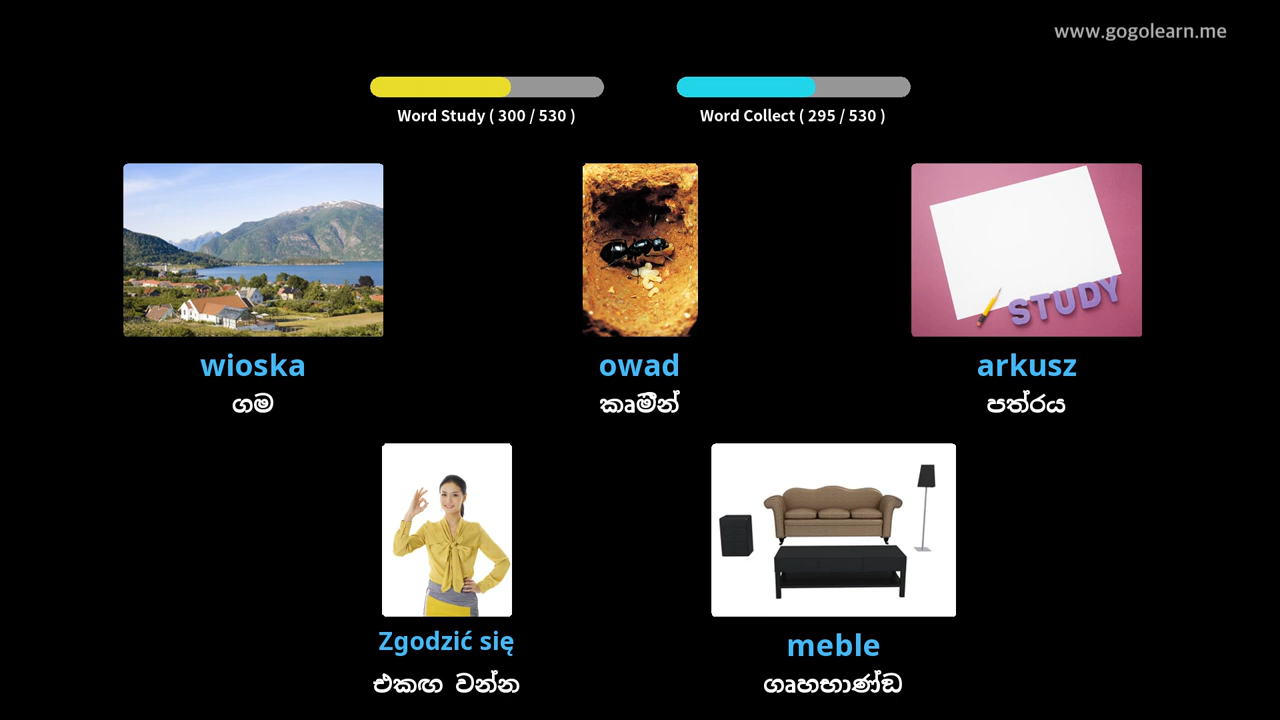 www.gogolearn.me
Word Study ( 300 / 530 )
Word Collect ( 295 / 530 )
STUDY
wioska
owad
arkusz
ගම
කෘමීන්
පත්රය
Zgodzić się
meble
එකඟ වන්න
ගෘහභාණ්ඩ